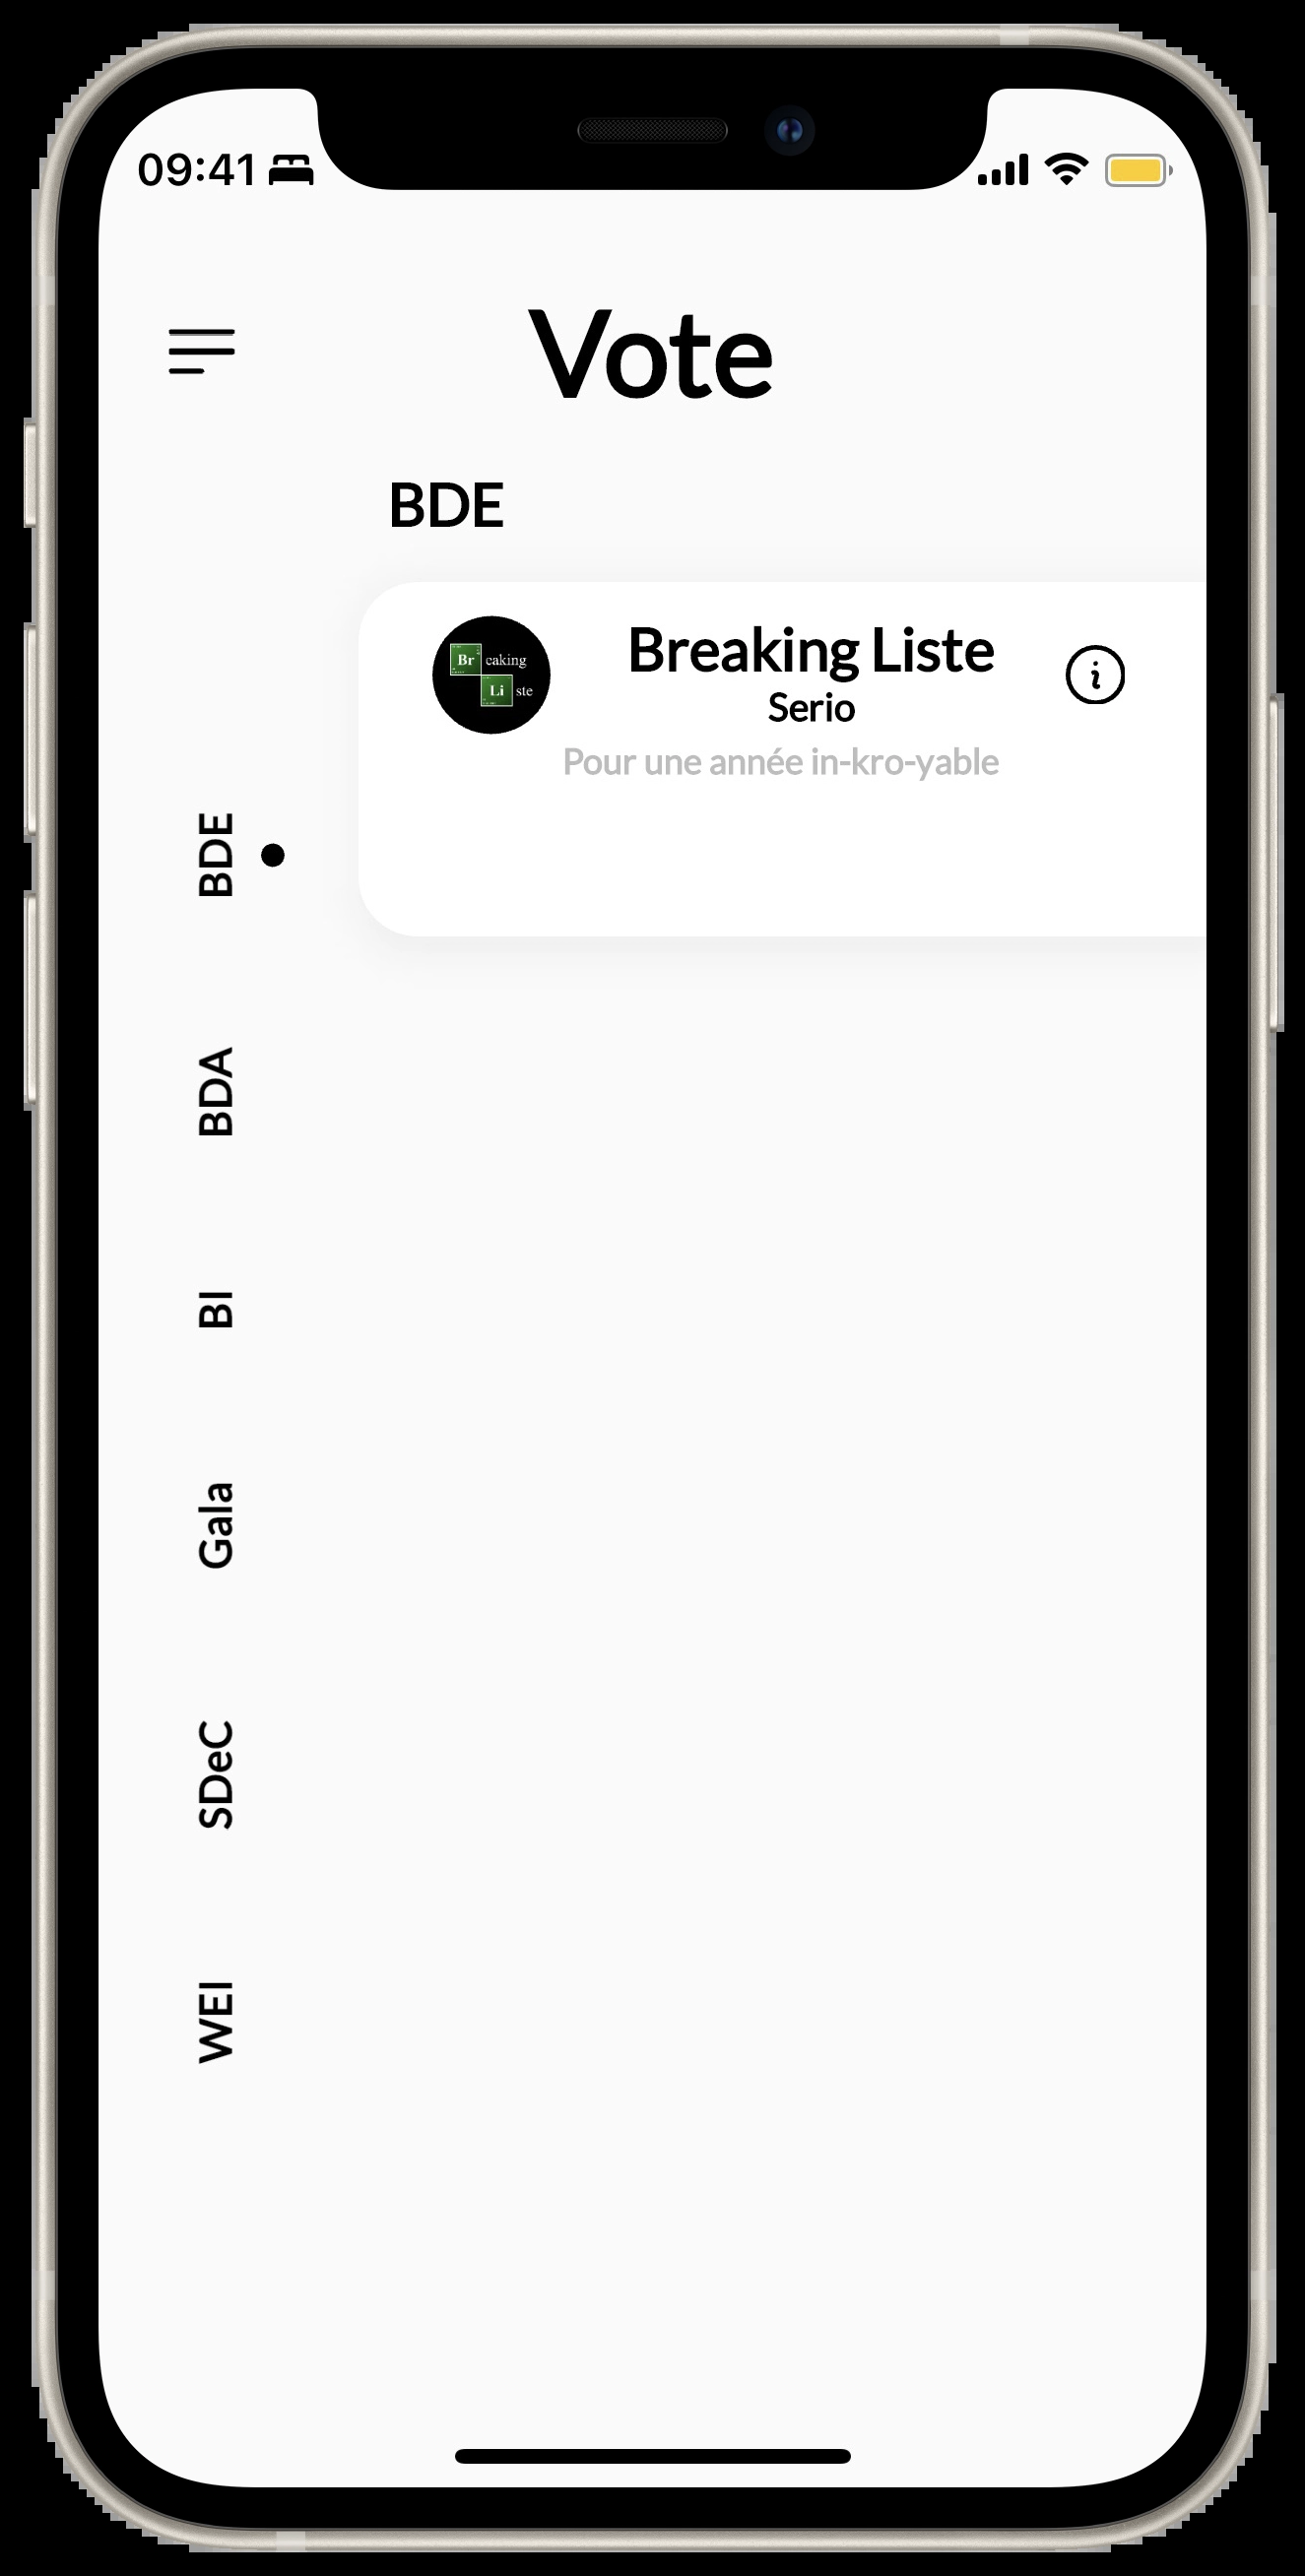 09:41
Vote
BDE
Br eaking
Li ste
Breaking Liste
Serio
Pour une année in-kro-yable
BDE
BDA
BI
Gala
SDeC
WEI